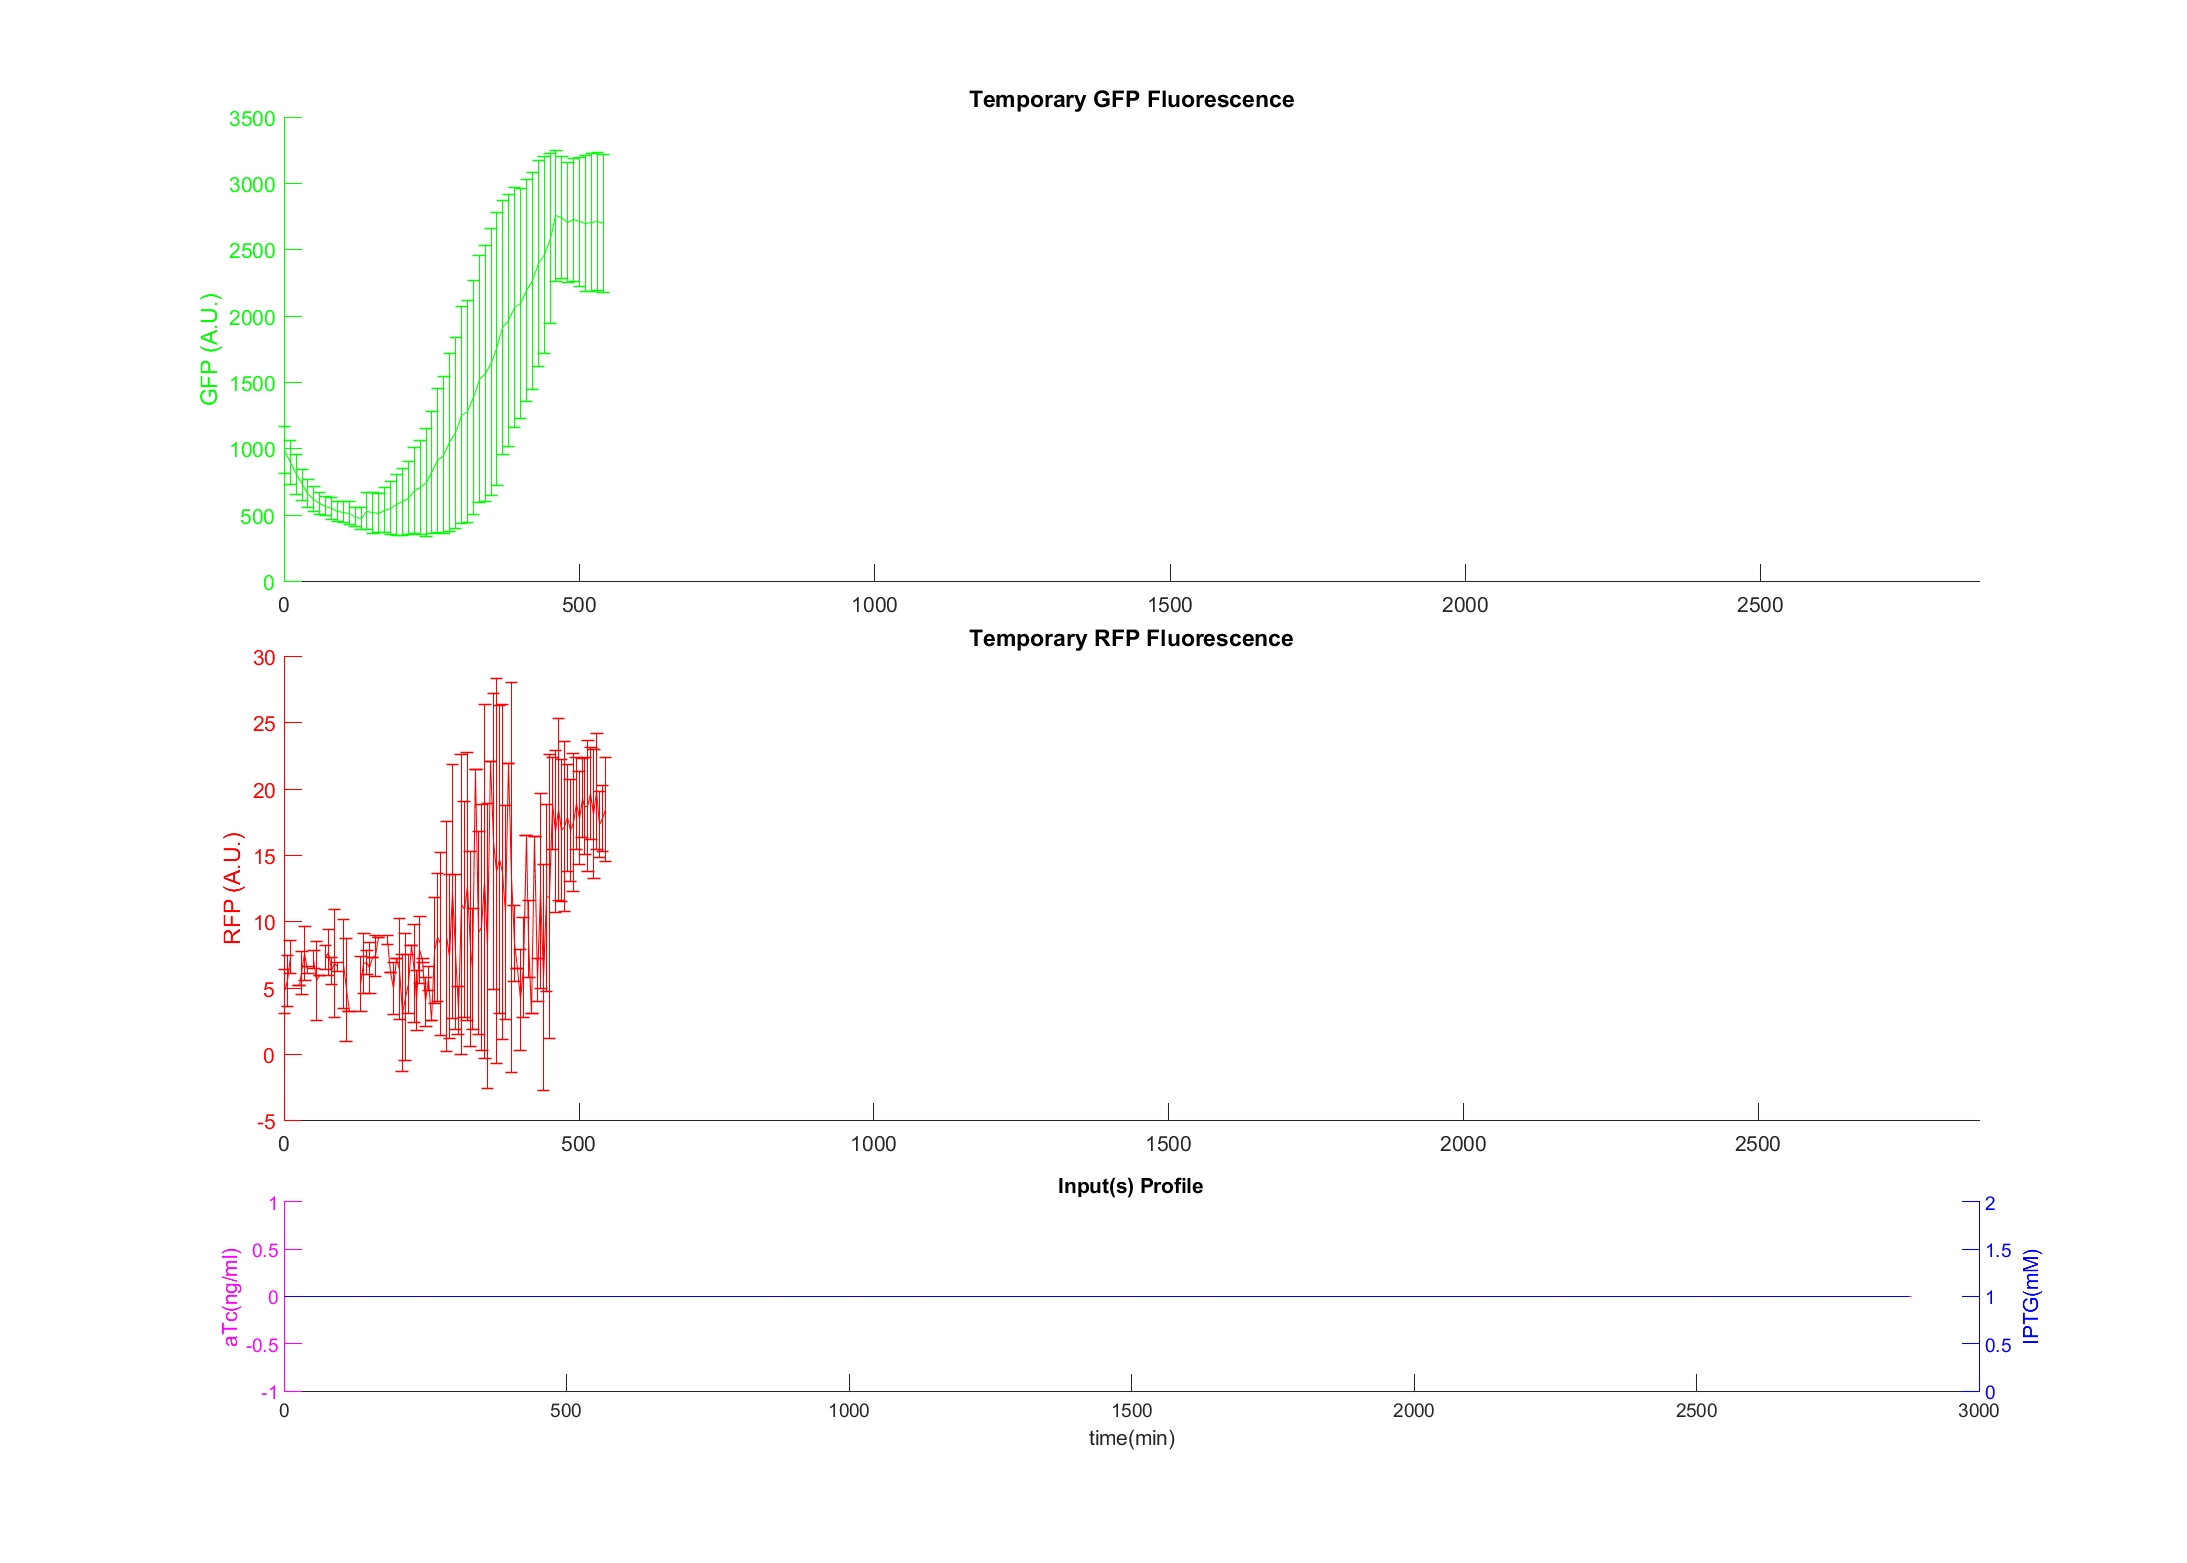 Temporary GFP Fluorescence
3500
3000
2500
2000
1500
1000
500
0
GFP (A.U.)
0 500 1000 1500 2000 2500
Temporary RFP Fluorescence
30
25
20
15
10
5
0
-5
RFP (A.U.)
0 500 1000 1500 2000 2500
Input(s) Profile
1 2
0.5 1.5
0 1
-0.5 0.5
-1 0
aTc(ng/ml)
IPTG(mM)
0 500 1000 1500 2000 2500 3000
time(min)